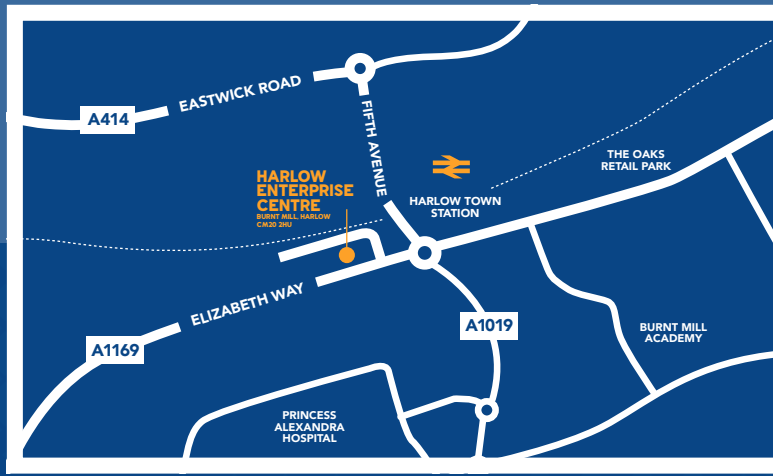 EASTWICK ROAD
A414
FIFTH AVENUE
THE OAKS
RETAIL PARK
HARLOW
ENTERPRISE
CENTRE
BURNT MILL, HARLOW
CM20 2HU
HARLOW TOWN
STATION
ELIZABETH WAY
A1169
A1019
BURNT MILL
ACADEMY
PRINCESS
ALEXANDRA
HOSPITAL